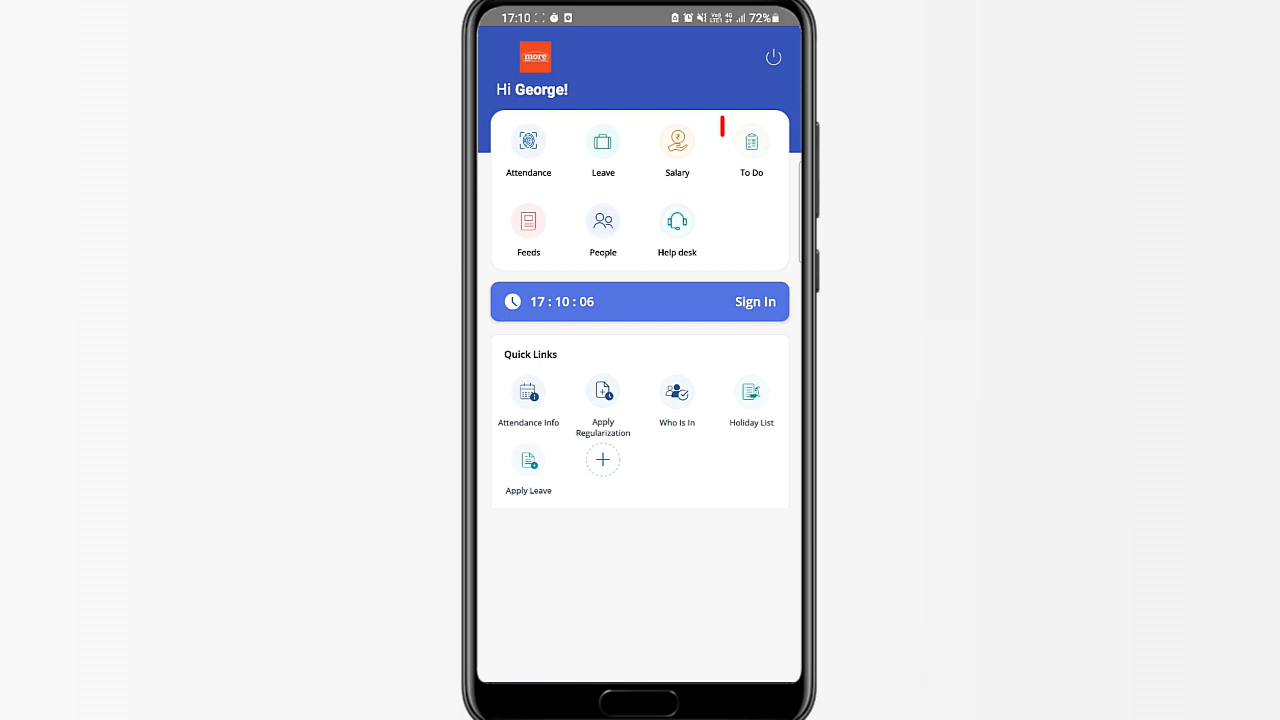 17:10
72%
more
Hi George!
Attendance
Leave
Salary
To Do
Feeds
People
Help desk
17 : 10 : 06
Sign In
Quick Links
Attendance Info
Apply
Regularization
Who Is In
Holiday List
Apply Leave